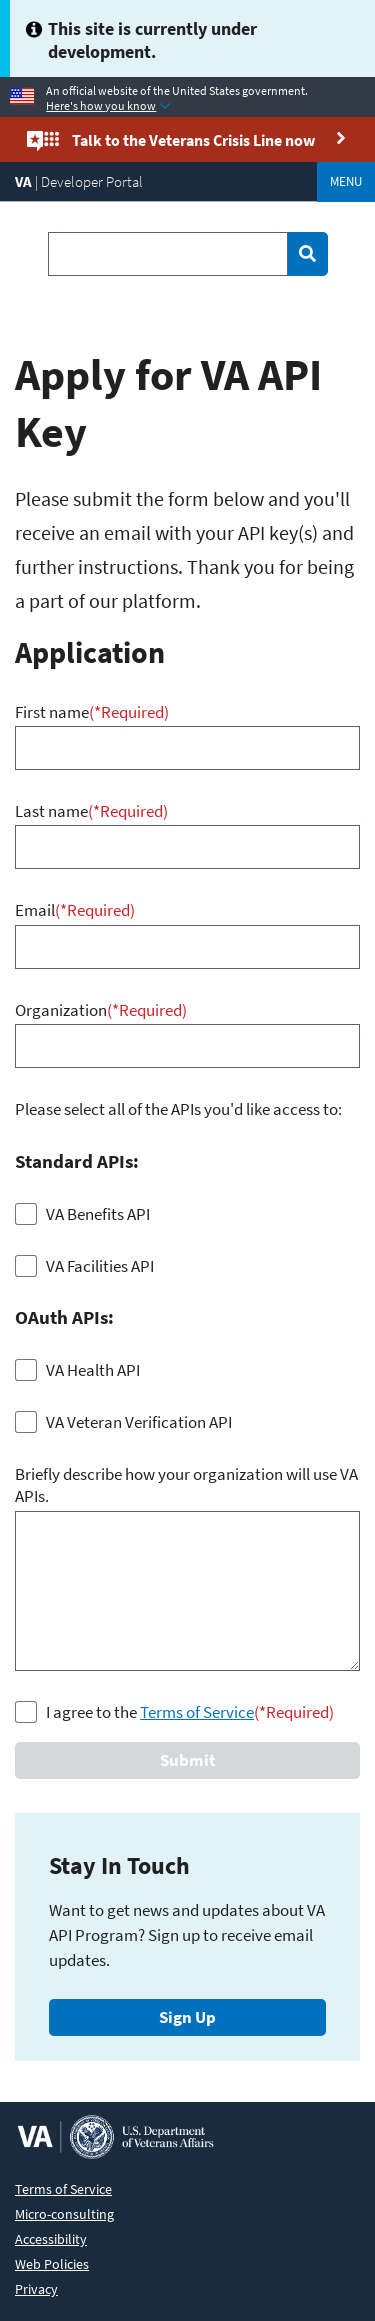 This site is currently under
development.
An official website of the United States government.
Here's how you know
Talk to the Veterans Crisis Line now
VA | Developer Portal
MENU
Apply for VA API
Key
Please submit the form below and you'll
receive an email with your API key(s) and
further instructions. Thank you for being
a part of our platform.
Application
First name(*Required)
Last name(*Required)
Email(*Required)
Organization(*Required)
Please select all of the APIs you'd like access to:
Standard APIs:
VA Benefits API
VA Facilities API
OAuth APIs:
VA Health API
VA Veteran Verification API
Briefly describe how your organization will use VA
APIs.
I agree to the Terms of Service(*Required)
Submit
Stay In Touch
Want to get news and updates about VA
API Program? Sign up to receive email
updates.
Sign Up
VA
U.S. Department
of Veterans Affairs
Terms of Service
Micro-consulting
Accessibility
Web Policies
Privacy